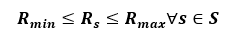 R_min ≤ R_s ≤ R_max ∀s ∈ S